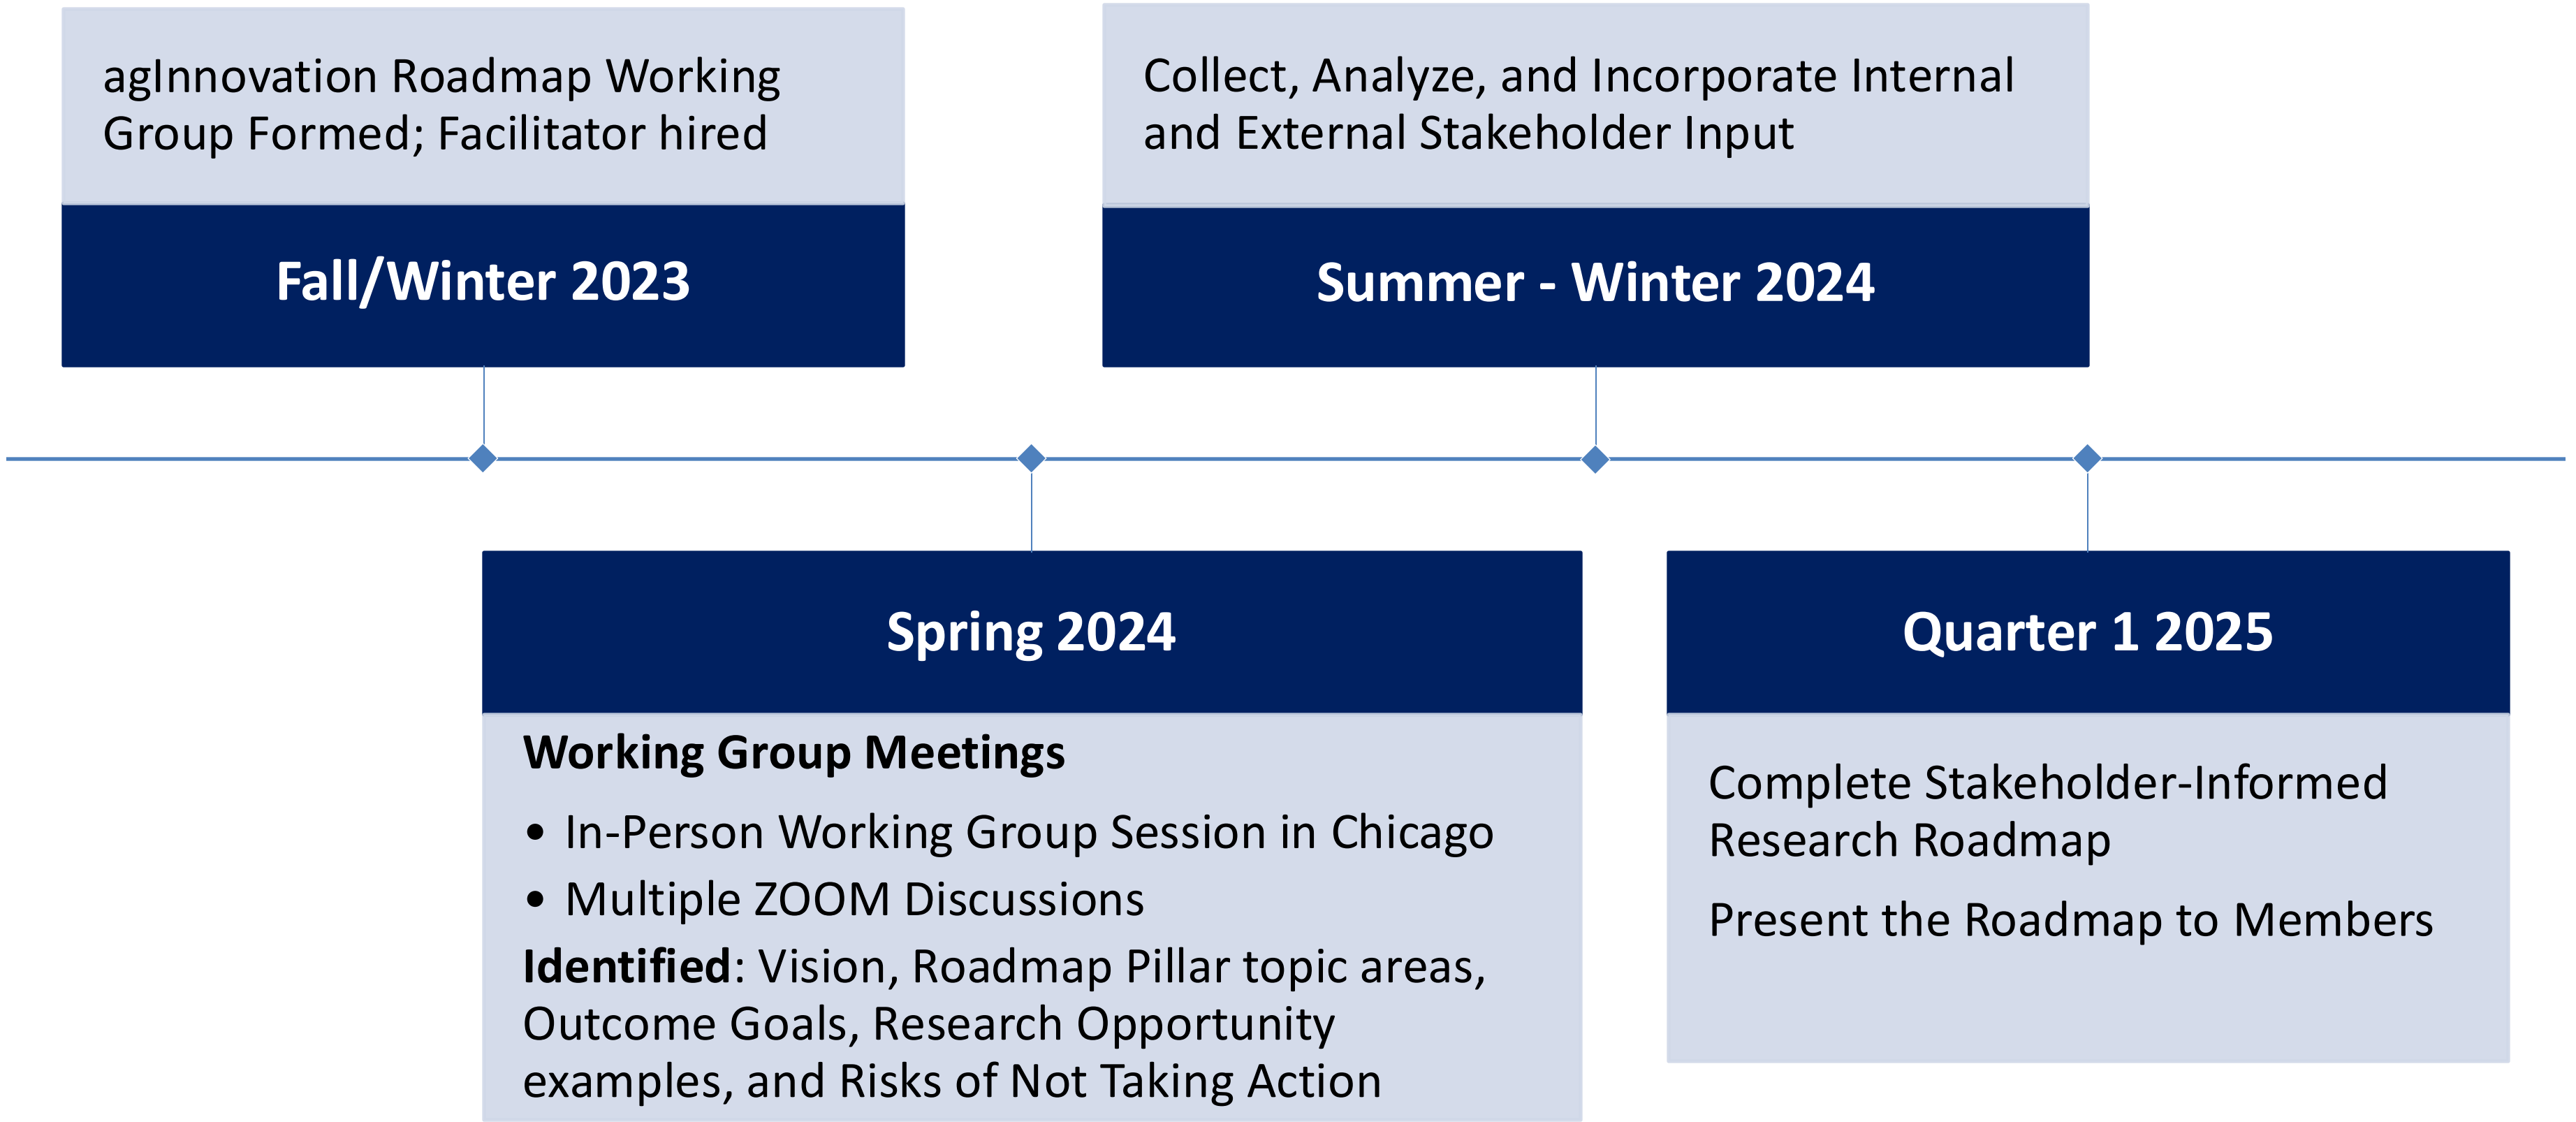 agInnovation Roadmap Working
Group Formed; Facilitator hired
Fall/Winter 2023
Collect, Analyze, and Incorporate Internal
and External Stakeholder Input
Summer - Winter 2024
Spring 2024
Working Group Meetings
• In-Person Working Group Session in Chicago
• Multiple ZOOM Discussions
Identified: Vision, Roadmap Pillar topic areas,
Outcome Goals, Research Opportunity
examples, and Risks of Not Taking Action
Quarter 1 2025
Complete Stakeholder-Informed
Research Roadmap
Present the Roadmap to Members